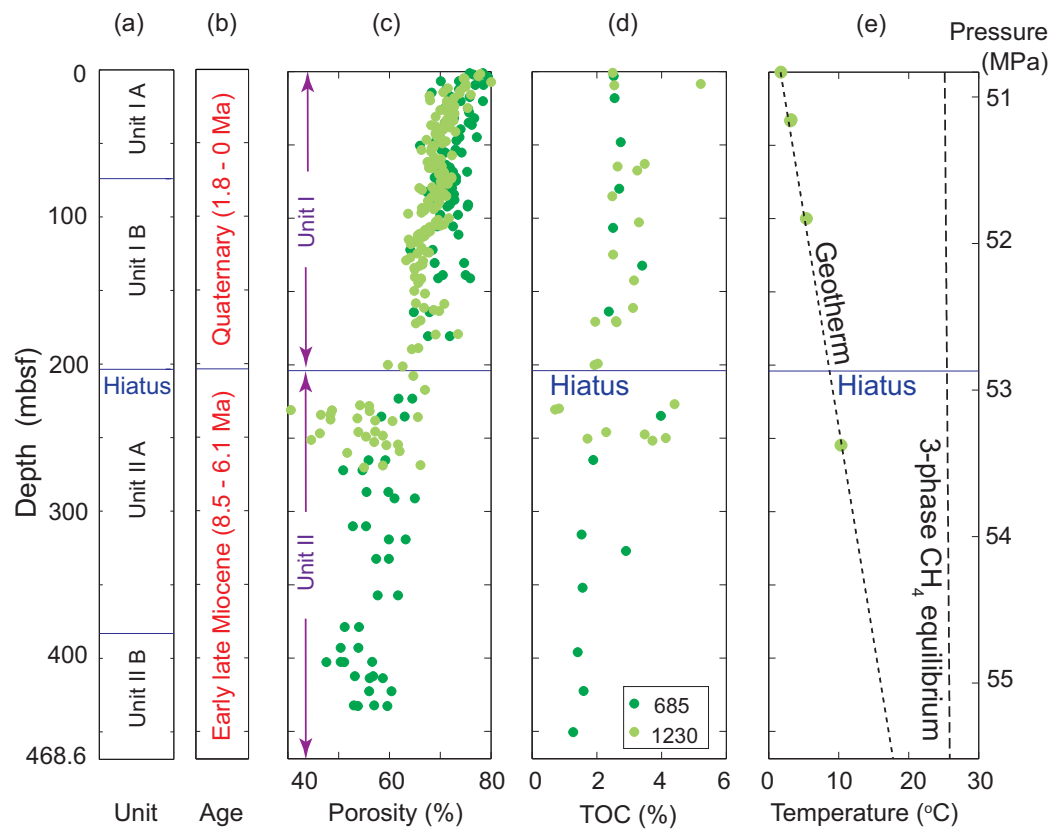 (a)
(b)
(c)
(d)
(e)
Pressure
(MPa)
Depth (mbsf)
0
100
200
300
400
468.6
Unit I A
Unit I B
Hiatus
Unit II A
Unit II B
Unit
Quaternary (1.8 - 0 Ma)
Early late Miocene (8.5 - 6.1 Ma)
Age
Unit I
Unit II
40
60
80
Porosity (%)
Hiatus
685
1230
0
2
4
6
TOC (%)
Geotherm
Hiatus
3-phase CH₄ equilibrium
0
10
20
30
Temperature (°C)
51
52
53
54
55